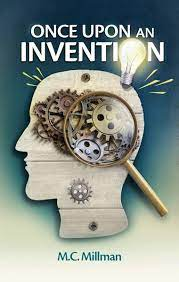 ONCE UPON AN
INVENTION
M.C. Millman